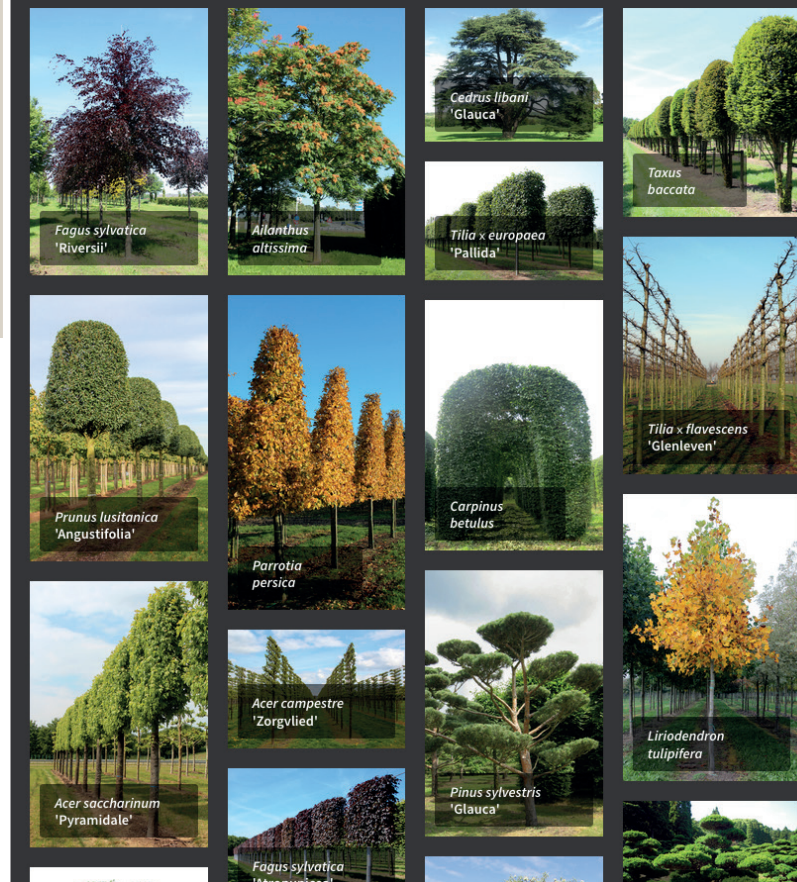 Fagus sylvatica
'Riversii'
Ailanthus
altissima
Cedrus libani
'Glauca'
Taxus
baccata
Tilia x europaea
'Pallida'
Prunus lusitanica
'Angustifolia'
Parrotia
persica
Carpinus
betulus
Tilia x flavescens
'Glenleven'
Acer saccharinum
'Pyramidale'
Acer campestre
'Zorgvlied'
Pinus sylvestris
'Glauca'
Liriodendron
tulipifera
Fagus sylvatica